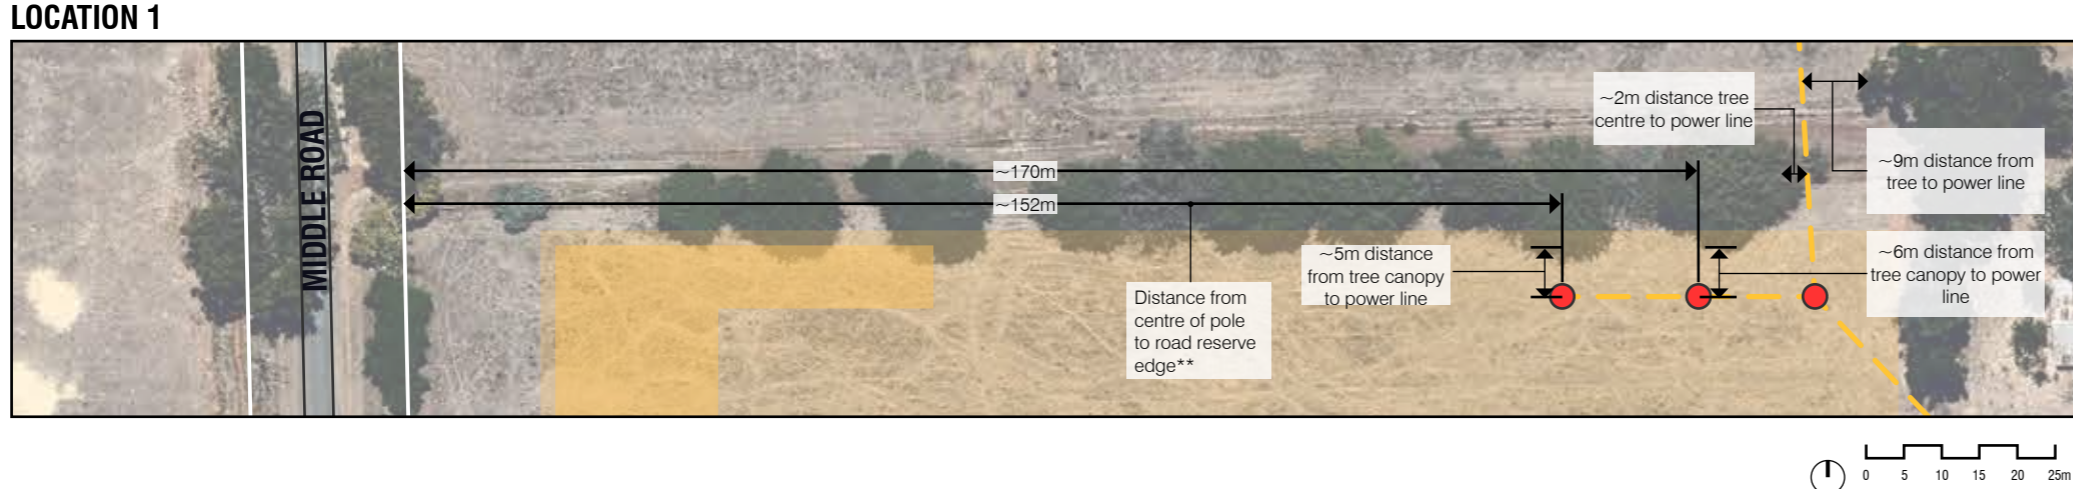 LOCATION 1
MIDDLE ROAD
~170m
~152m
~2m distance tree
centre to power line
~9m distance from
tree to power line
~5m distance
from tree canopy
to power line
~6m distance from
tree canopy to power
line
Distance from
centre of pole
to road reserve
edge**
0 5 10 15 20 25m